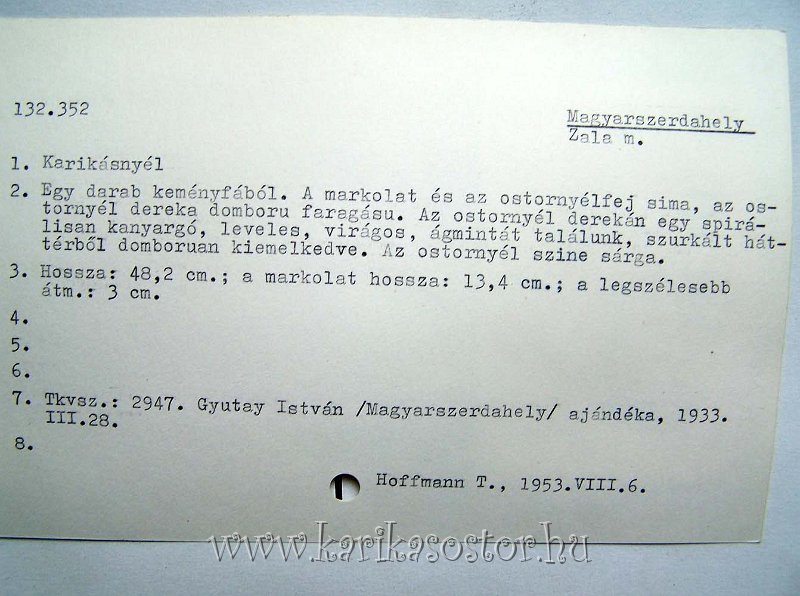 132.352
Magyarszerdahely
Zala m.
1. Karikásnyél
2. Egy darab keményfából. A markolat és az ostornyélfej sima, az os-
tornyél dereka domboru faragásu. Az ostornyél derekán egy spirá-
lisan kanyargó, leveles, virágos, ágmintát találunk, szurkált hát-
térből domboruan kiemelkedve. Az ostornyél szine sárga.
3. Hossza: 48,2 cm.; a markolat hossza: 13,4 cm.; a legszélesebb
átm.: 3 cm.
4.
5.
6.
7. Tkvsz.: 2947. Gyutay István /Magyarszerdahely/ ajándéka, 1933.
III.28.
8.
Hoffmann T., 1953.VIII.6.
www.karikasostor.hu